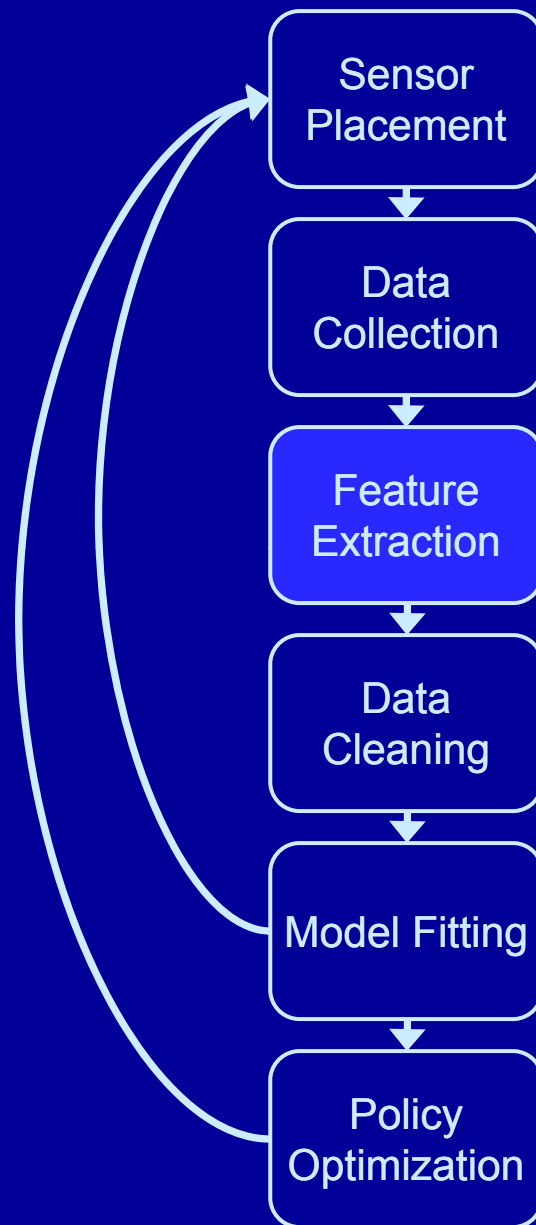 Sensor
Placement
Data
Collection
Feature
Extraction
Data
Cleaning
Model Fitting
Policy
Optimization